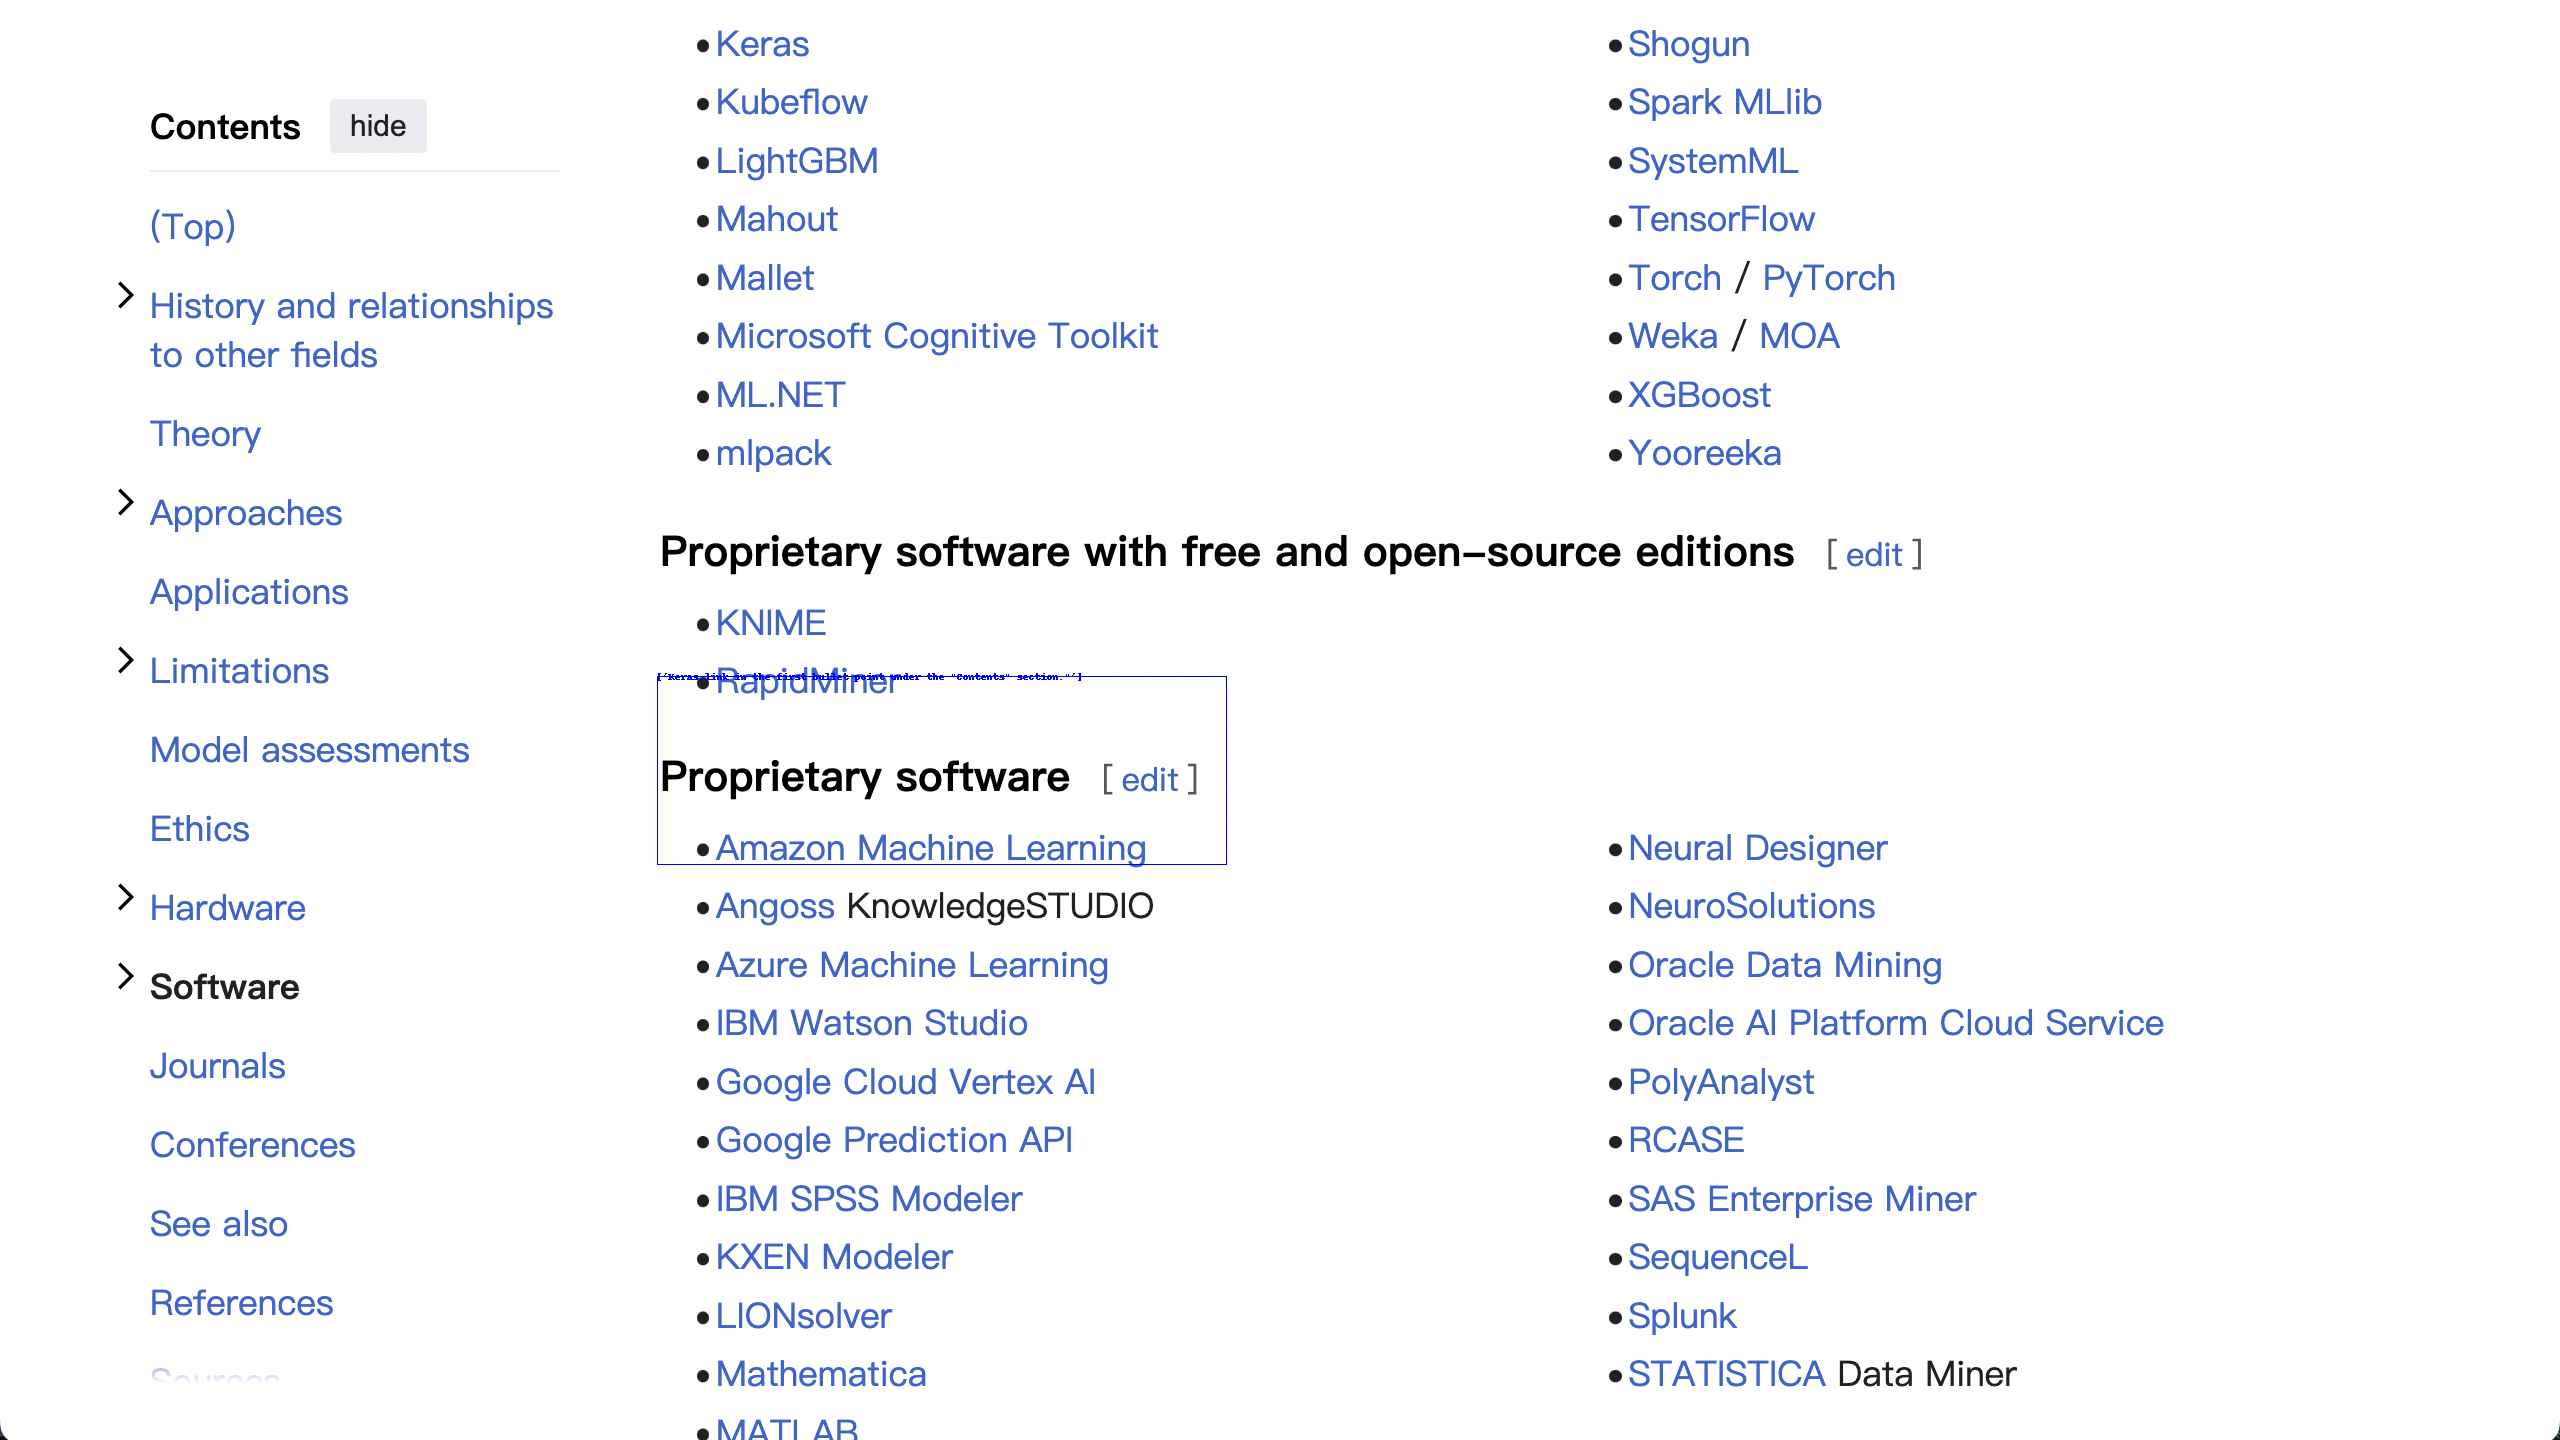 Contents hide
(Top)
History and relationships
to other fields
Theory
Approaches
Applications
Limitations
Model assessments
Ethics
Hardware
Software
Journals
Conferences
See also
References
Sources
Keras
Kubeflow
LightGBM
Mahout
Mallet
Microsoft Cognitive Toolkit
ML.NET
mlpack
Shogun
Spark MLlib
SystemML
TensorFlow
Torch / PyTorch
Weka / MOA
XGBoost
Yooreeka
Proprietary software with free and open-source editions [ edit ]
KNIME
RapidMiner
['Keras link in the first bullet point under the "Contents" section."']
Proprietary software [ edit ]
Amazon Machine Learning
Angoss KnowledgeSTUDIO
Azure Machine Learning
IBM Watson Studio
Google Cloud Vertex AI
Google Prediction API
IBM SPSS Modeler
KXEN Modeler
LIONsolver
Mathematica
MATLAB
Neural Designer
NeuroSolutions
Oracle Data Mining
Oracle AI Platform Cloud Service
PolyAnalyst
RCASE
SAS Enterprise Miner
SequenceL
Splunk
STATISTICA Data Miner